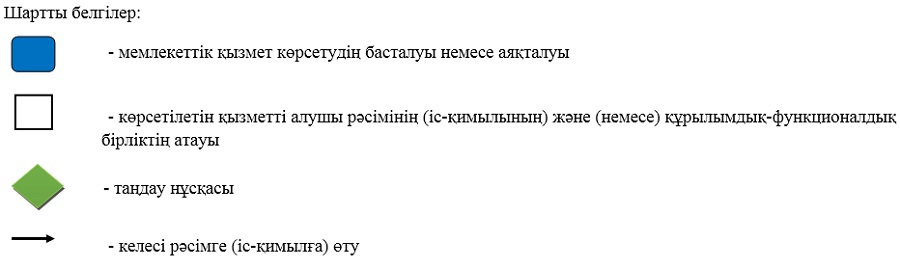 Шартты белгілер:
- мемлекеттік қызмет көрсетудің басталуы немесе аяқталуы
- көрсетілетін қызметті алушы рәсімінің (іс-қимылының) және (немесе) құрылымдық-функционалдық
бірліктің атауы
- таңдау нұсқасы
- келесі рәсімге (іс-қимылға) өту